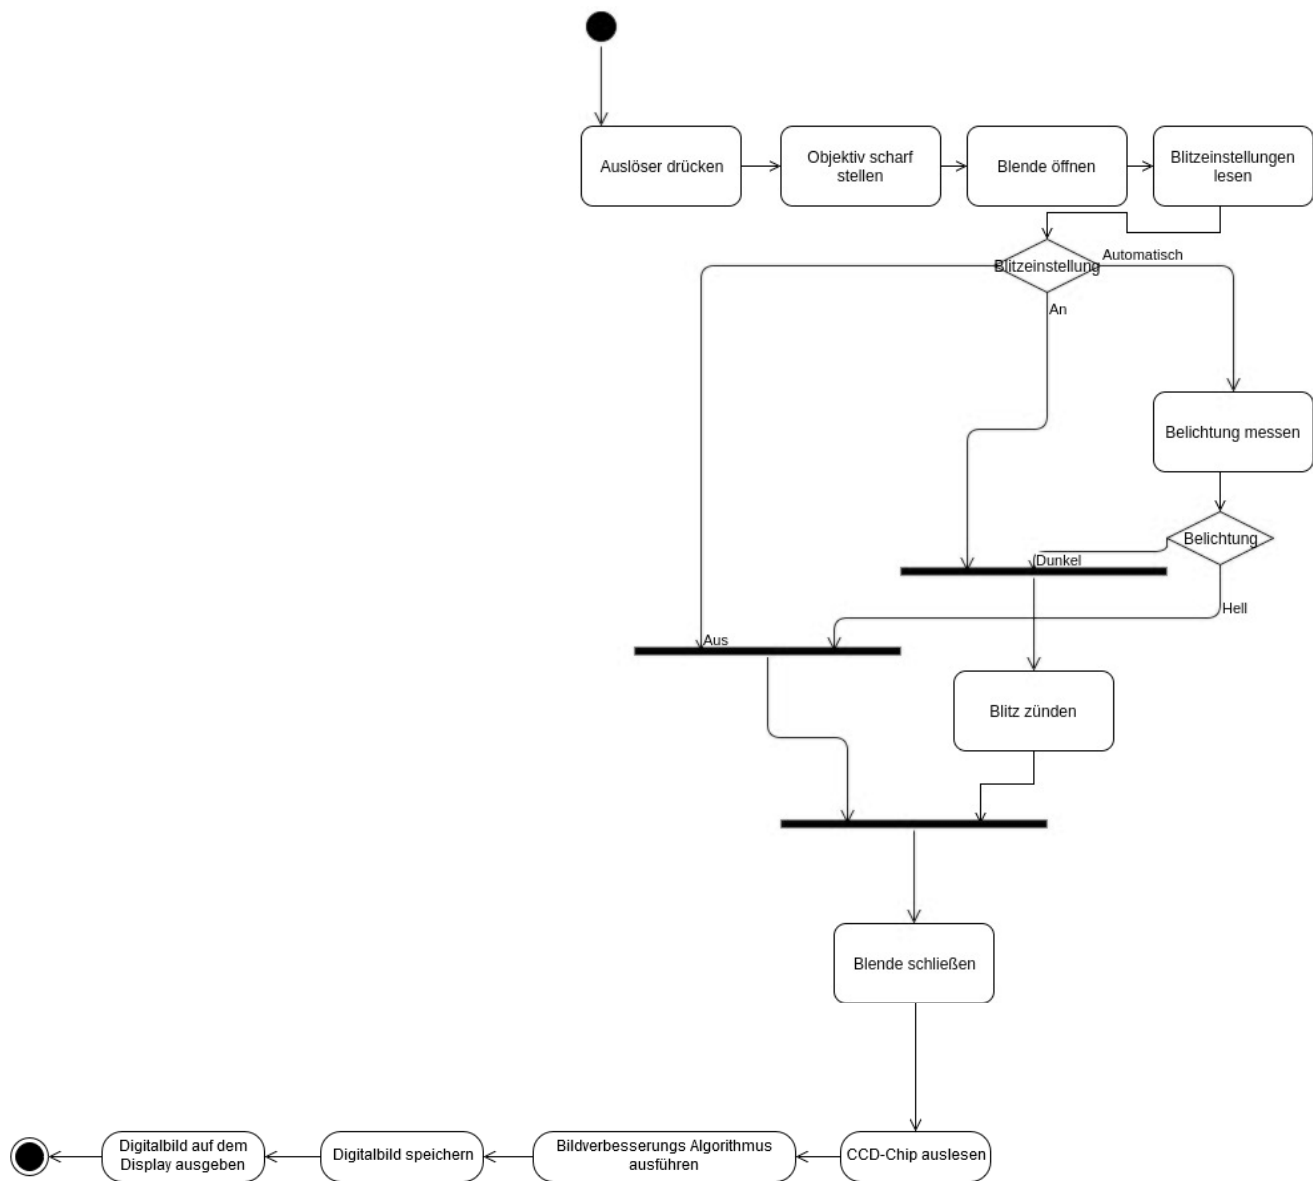 Auslöser drücken
Objektiv scharf
stellen
Blende öffnen
Blitzeinstellungen
lesen
Blitzeinstellung
Automatisch
An
Belichtung messen
Belichtung
Dunkel
Hell
Aus
Blitz zünden
Blende schließen
Digitalbild auf dem
Display ausgeben
Digitalbild speichern
Bildverbesserungs Algorithmus
ausführen
CCD-Chip auslesen